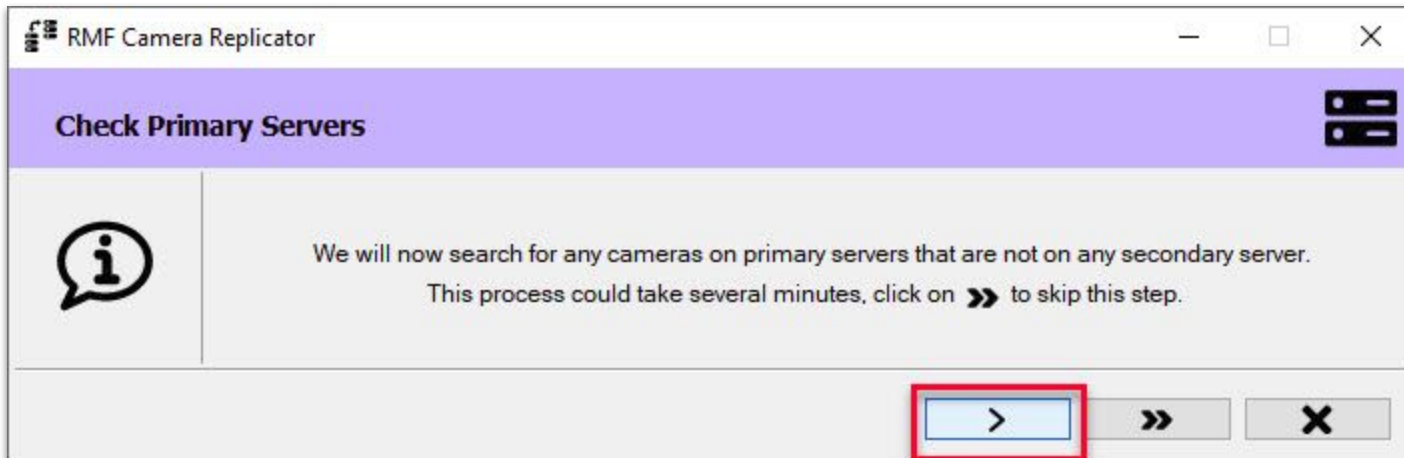 RMF Camera Replicator
Check Primary Servers
We will now search for any cameras on primary servers that are not on any secondary server.
This process could take several minutes, click on » to skip this step.